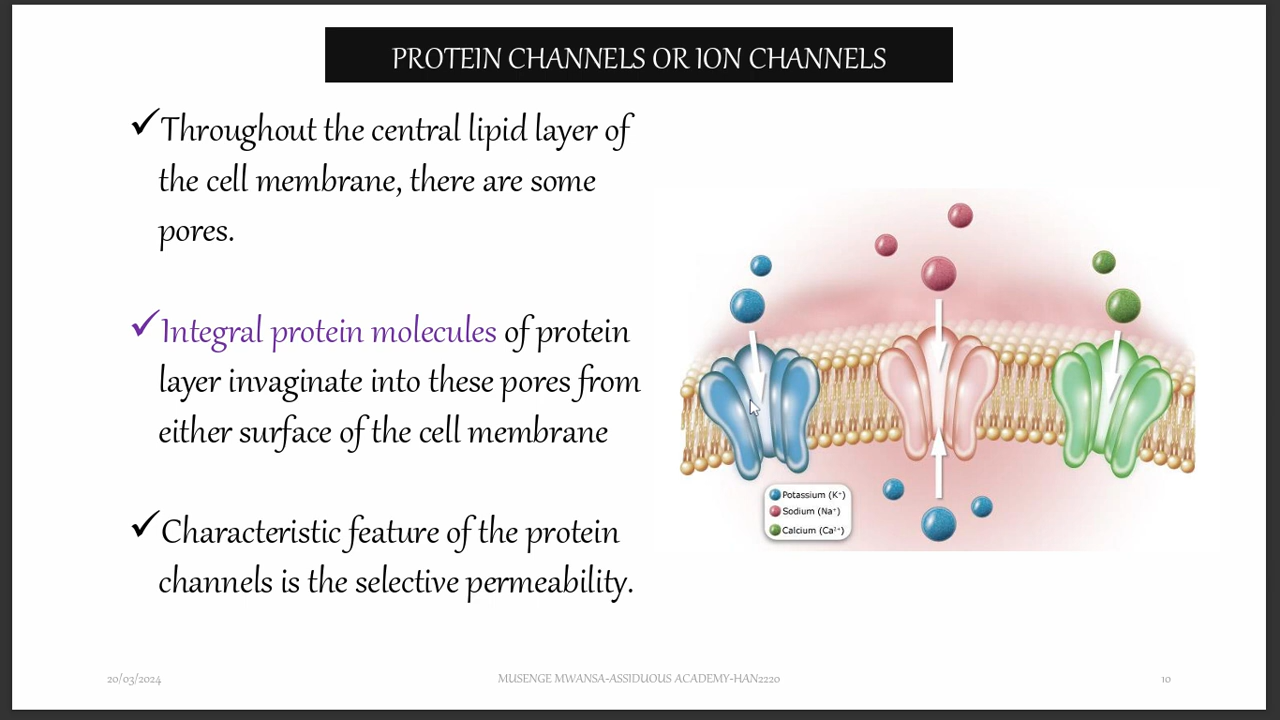 PROTEIN CHANNELS OR ION CHANNELS
✓Throughout the central lipid layer of
the cell membrane, there are some
pores.
✓Integral protein molecules of protein
layer invaginate into these pores from
either surface of the cell membrane
✓Characteristic feature of the protein
channels is the selective permeability.
Potassium (K⁺)
Sodium (Na⁺)
Calcium (Ca²⁺)
20/03/2024 MUSENGE MWANSA-ASSIDUOUS ACADEMY-HAN2220 10